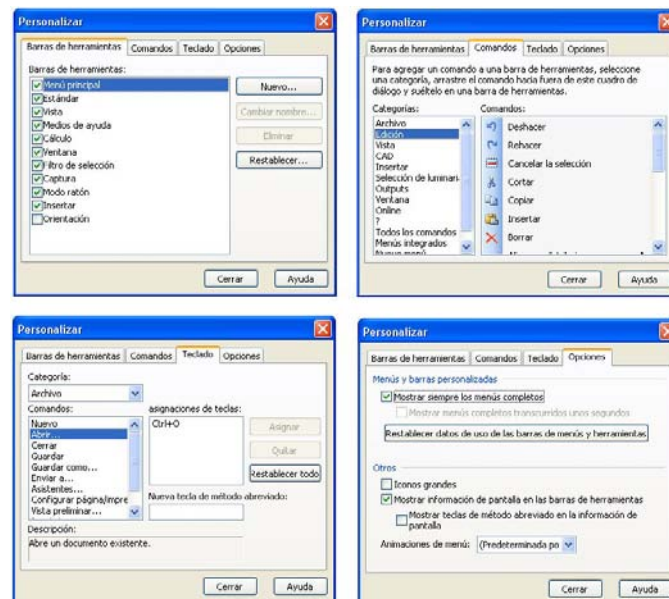 Personalizar
Barras de herramientas Comandos Teclado Opciones
Barras de herramientas:
Menú principal
Estándar
Vista
Medios de ayuda
Cálculo
Ventana
Filtro de selección
Captura
Modo ratón
Insertar
Orientación
Nuevo...
Cambiar nombre...
Eliminar
Restablecer...
Cerrar Ayuda
Personalizar
Barras de herramientas Comandos Teclado Opciones
Para agregar un comando a una barra de herramientas, seleccione
una categoría, arrastre el comando hacia fuera de este cuadro de
diálogo y suéltelo en una barra de herramientas.
Categorías:
Archivo
Edición
Vista
CAD
Insertar
Selección de luminari
Outputs
Ventana
Online
?
Todos los comandos
Menús integrados
Nuevo menú
Comandos:
Deshacer
Rehacer
Cancelar la selección
Cortar
Copiar
Insertar
Borrar
Cerrar Ayuda
Personalizar
Barras de herramientas Comandos Teclado Opciones
Categoría:
Archivo
Comandos:
Nuevo
Abrir...
Cerrar
Guardar
Guardar como...
Enviar a...
Asistentes...
Configurar página/impre
Vista preliminar...
asignaciones de teclas:
Ctrl+O
Nueva tecla de método abreviado:
Asignar
Quitar
Restablecer todo
Descripción:
Abre un documento existente.
Cerrar Ayuda
Personalizar
Barras de herramientas Comandos Teclado Opciones
Menús y barras personalizadas
Mostrar siempre los menús completos
Mostrar menús completos transcurridos unos segundos
Restablecer datos de uso de las barras de menús y herramientas
Otros
Iconos grandes
Mostrar información de pantalla en las barras de herramientas
Mostrar teclas de método abreviado en la información de
pantalla
Animaciones de menú: (Predeterminada po
Cerrar Ayuda